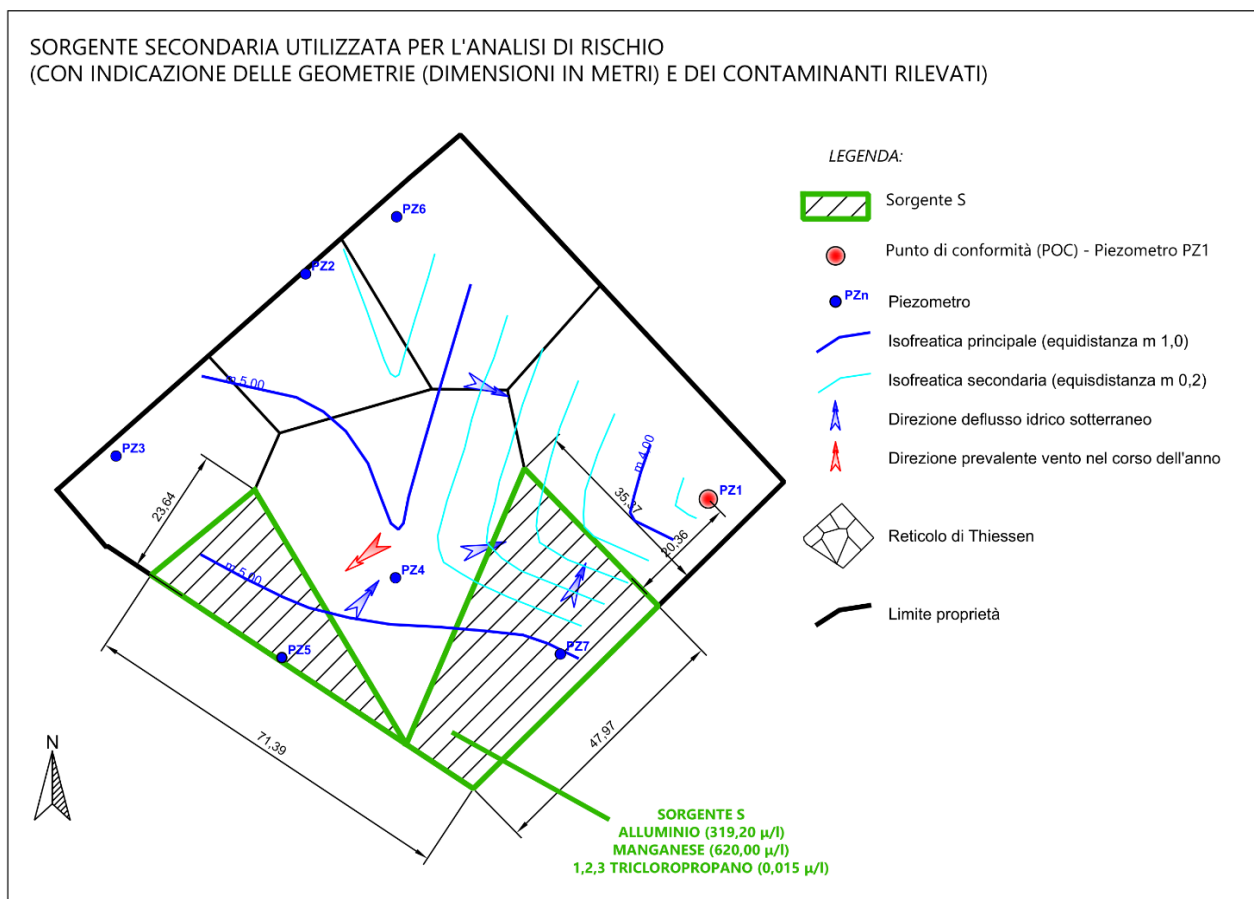 SORGENTE SECONDARIA UTILIZZATA PER L'ANALISI DI RISCHIO
(CON INDICAZIONE DELLE GEOMETRIE (DIMENSIONI IN METRI) E DEI CONTAMINANTI RILEVATI)
LEGENDA:
Sorgente S
Punto di conformità (POC) - Piezometro PZ1
PZn
Piezometro
Isofreatica principale (equidistanza m 1,0)
Isofreatica secondaria (equisdistanza m 0,2)
Direzione deflusso idrico sotterraneo
Direzione prevalente vento nel corso dell'anno
Reticolo di Thiessen
Limite proprietà
PZ6
PZ2
m 5,00
PZ3
m 4,00
PZ1
23,64
35,37
20,36
m 5,00
PZ4
PZ5
PZ7
71,39
47,97
N
SORGENTE S
ALLUMINIO (319,20 µ/l)
MANGANESE (620,00 µ/l)
1,2,3 TRICLOROPROPANO (0,015 µ/l)